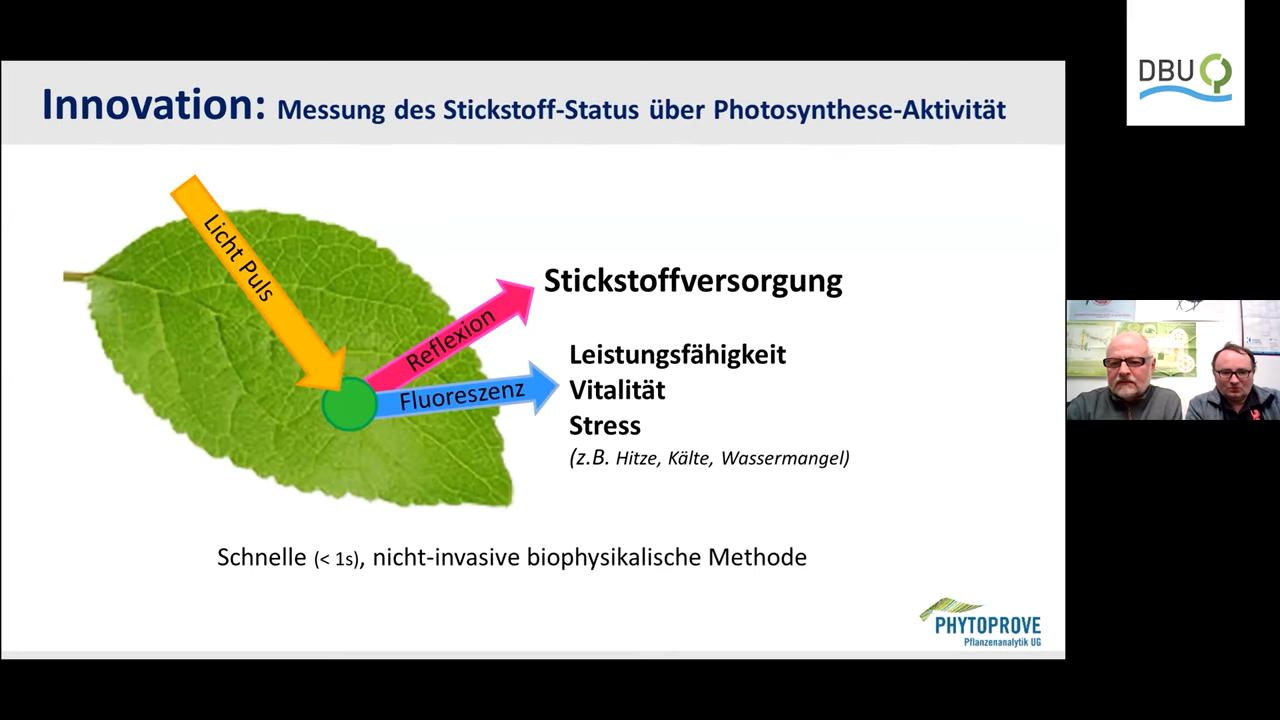 DBU
Innovation: Messung des Stickstoff-Status über Photosynthese-Aktivität
Licht Puls
Reflexion
Fluoreszenz
Stickstoffversorgung
Leistungsfähigkeit
Vitalität
Stress
(z.B. Hitze, Kälte, Wassermangel)
Schnelle (< 1s), nicht-invasive biophysikalische Methode
PHYTOPROVE
Pflanzenanalytik UG